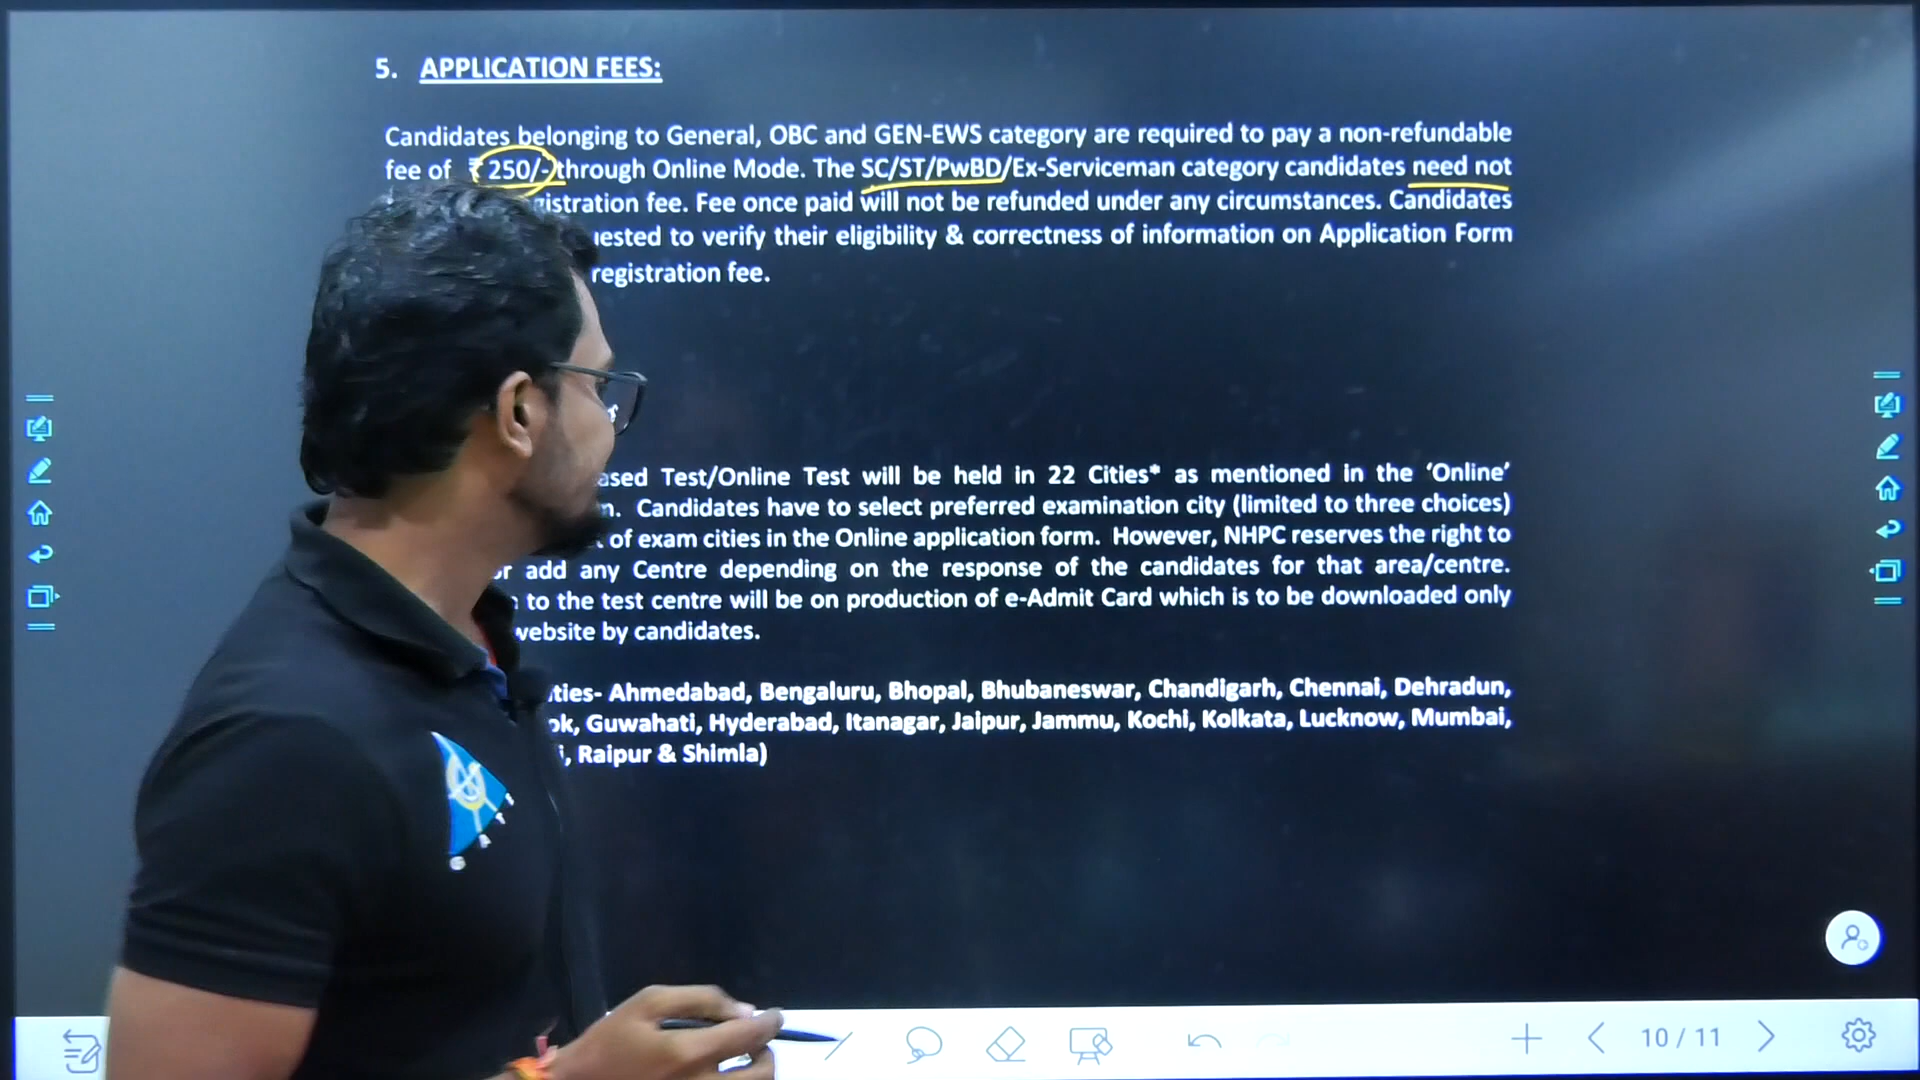 5. APPLICATION FEES:
Candidates belonging to General, OBC and GEN-EWS category are required to pay a non-refundable
fee of ₹ 250/- through Online Mode. The SC/ST/PwBD/Ex-Serviceman category candidates need not
fee. Fee once paid will not be refunded under any circumstances. Candidates
to verify their eligibility & correctness of information on Application Form
registration fee.
Test/Online Test will be held in 22 Cities* as mentioned in the ‘Online’
Candidates have to select preferred examination city (limited to three choices)
of exam cities in the Online application form. However, NHPC reserves the right to
add any Centre depending on the response of the candidates for that area/centre.
to the test centre will be on production of e-Admit Card which is to be downloaded only
website by candidates.
Ahmedabad, Bengaluru, Bhopal, Bhubaneswar, Chandigarh, Chennai, Dehradun,
Guwahati, Hyderabad, Itanagar, Jaipur, Jammu, Kochi, Kolkata, Lucknow, Mumbai,
Raipur & Shimla)
10 / 11